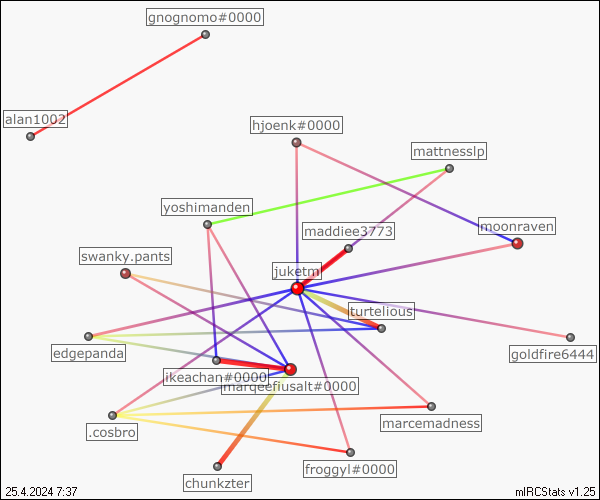 gnognomo#0000
alan1002
hjoenk#0000
mattnesslp
yoshimanden
maddiee3773
moonraven
swanky.pants
juketm
turtelious
edgepanda
goldfire6444
ikeachan#0000
marqeefiusalt#0000
.cosbro
marcemadness
froggyl#0000
chunkzter
25.4.2024 7:37
mIRCStats v1.25